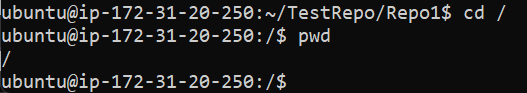 ubuntu@ip-172-31-20-250:~/TestRepo/Repo1$ cd /
ubuntu@ip-172-31-20-250:/$ pwd
/
ubuntu@ip-172-31-20-250:/$